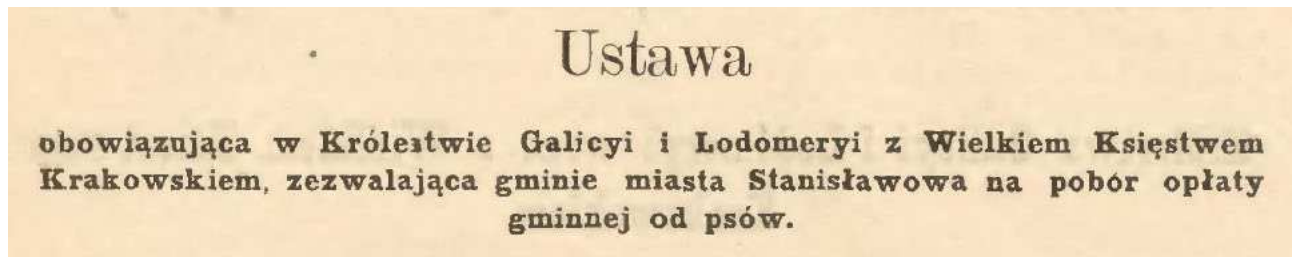 Ustawa
obowiązująca w Królestwie Galicyi i Lodomeryi z Wielkiem Księstwem
Krakowskiem, zezwalająca gminie miasta Stanisławowa na pobór opłaty
gminnej od psów.